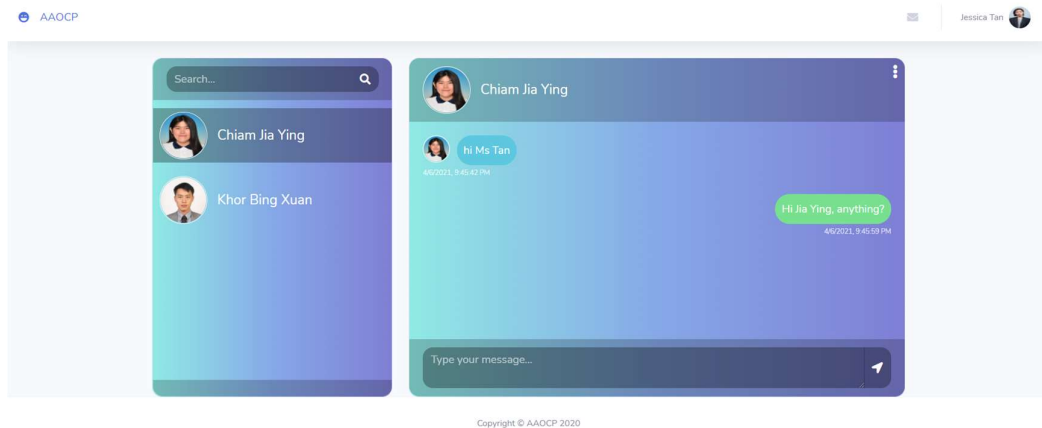 AAOCP
Jessica Tan
Search...
Chiam Jia Ying
Khor Bing Xuan
Chiam Jia Ying
hi Ms Tan
4/6/2021, 9:45:42 PM
Hi Jia Ying, anything?
4/6/2021, 9:45:59 PM
Type your message...
Copyright © AAOCP 2020